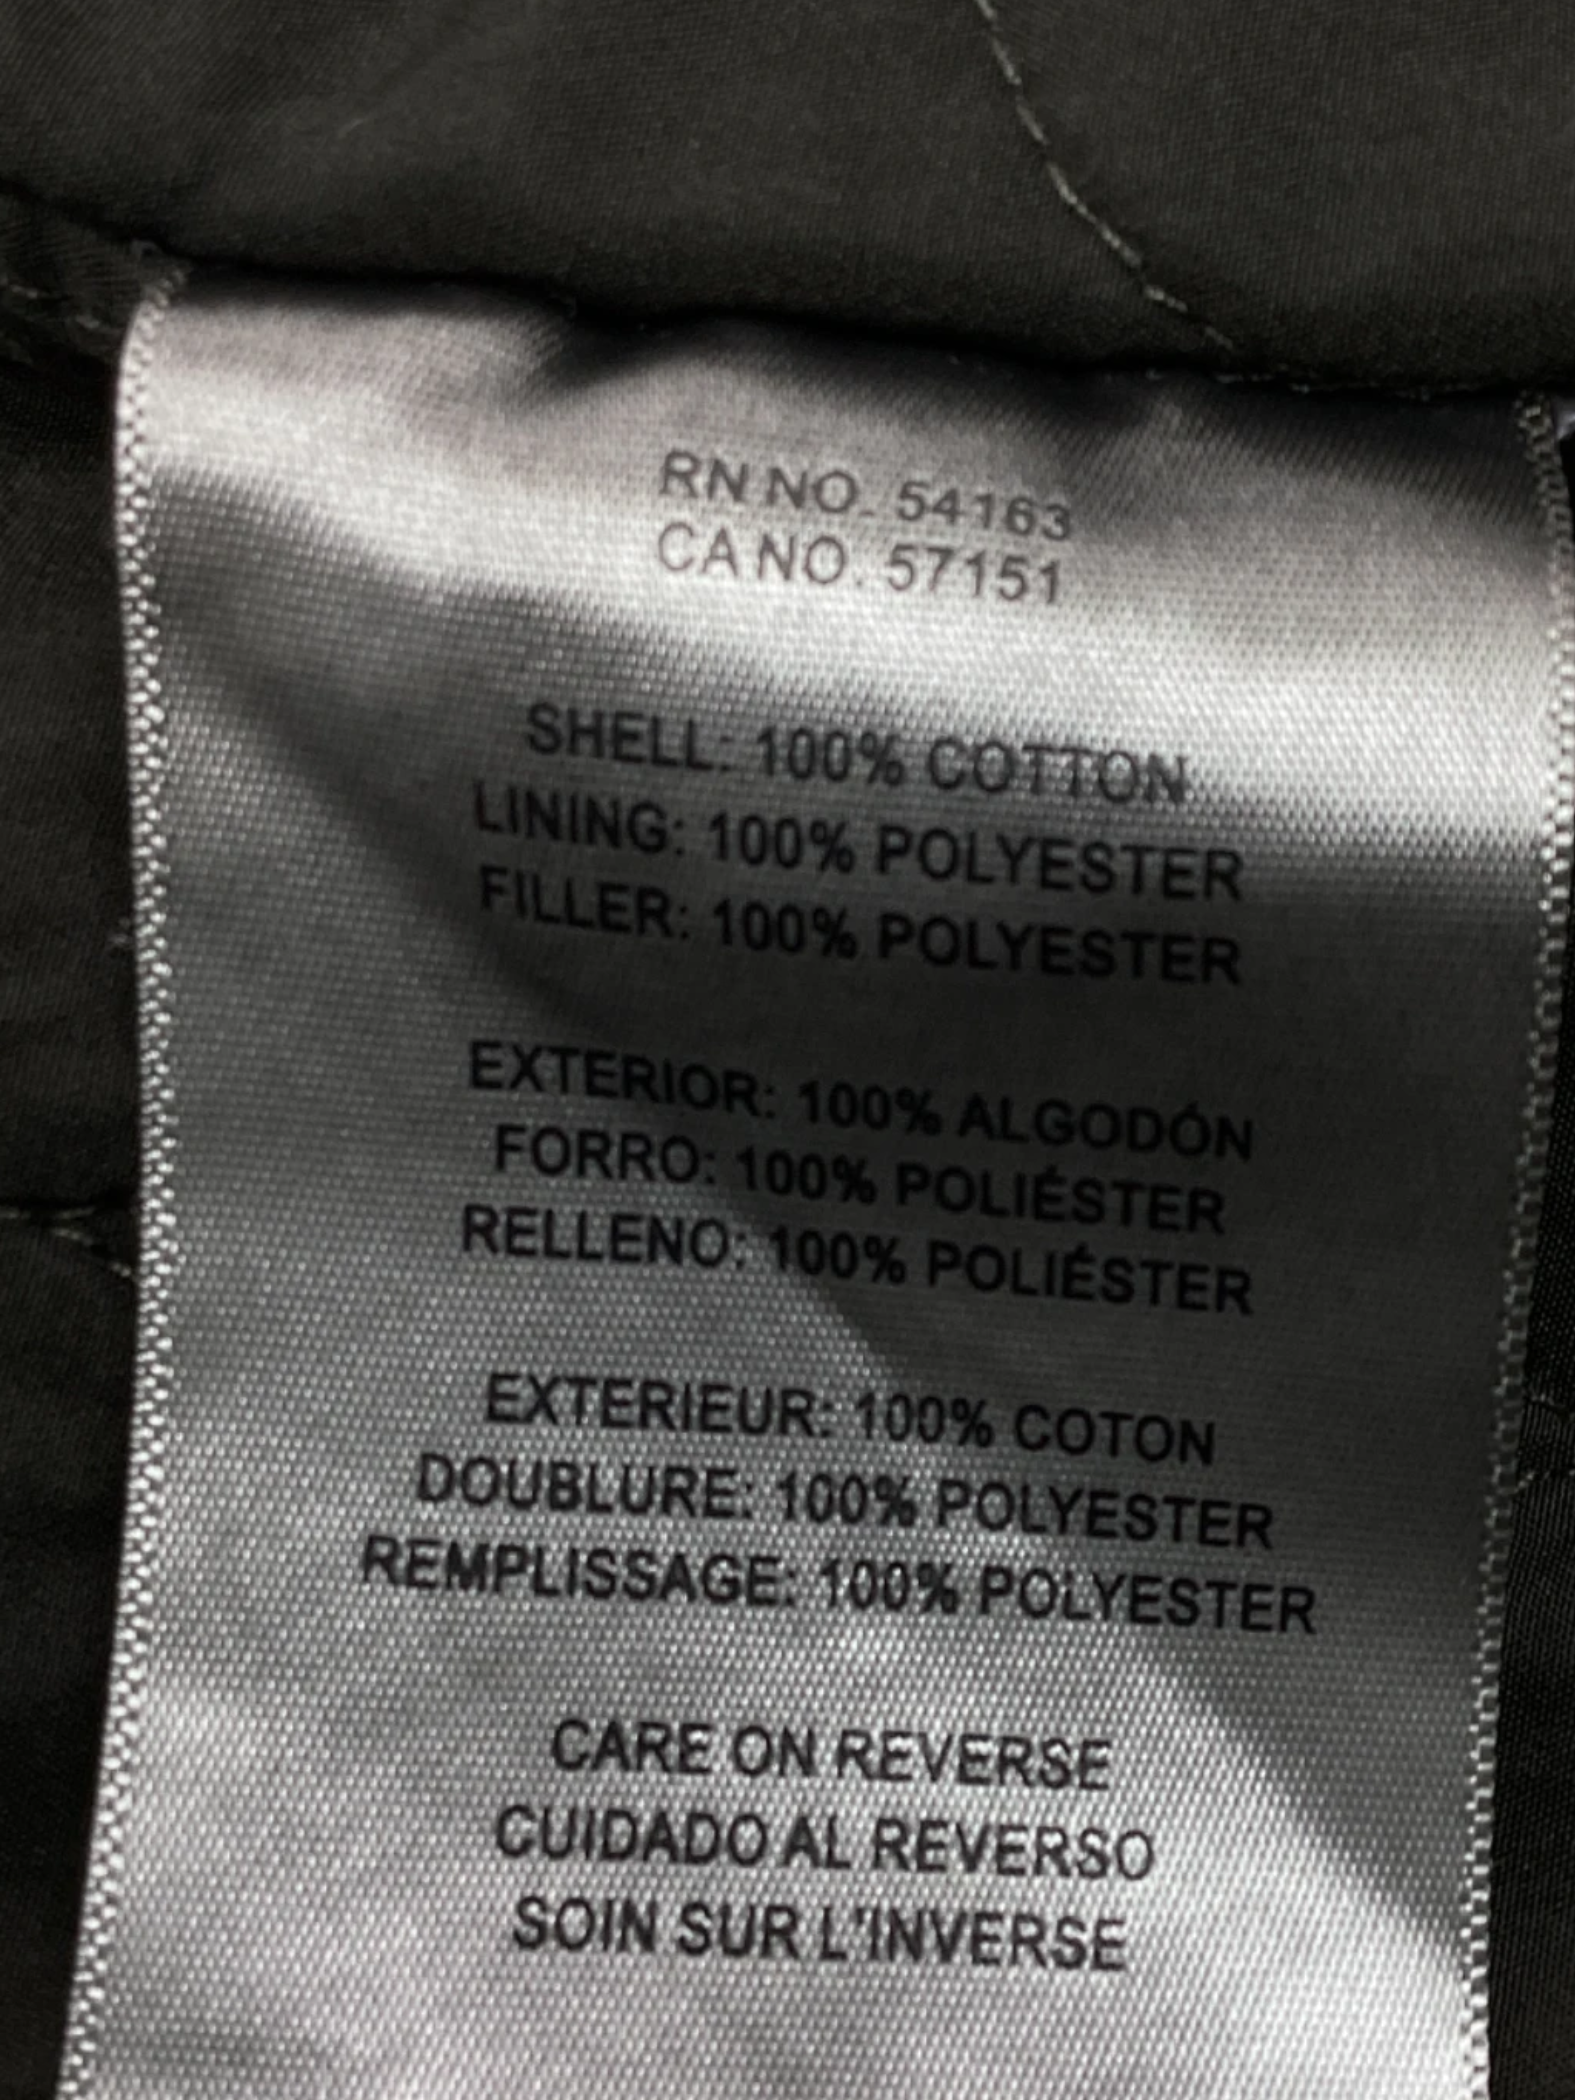 RN NO. 54163
CA NO. 57151
SHELL: 100% COTTON
LINING: 100% POLYESTER
FILLER: 100% POLYESTER
EXTERIOR: 100% ALGODÓN
FORRO: 100% POLIÉSTER
RELLENO: 100% POLIÉSTER
EXTERIEUR: 100% COTON
DOUBLURE: 100% POLYESTER
REMPLISSAGE: 100% POLYESTER
CARE ON REVERSE
CUIDADO AL REVERSO
SOIN SUR L'INVERSE